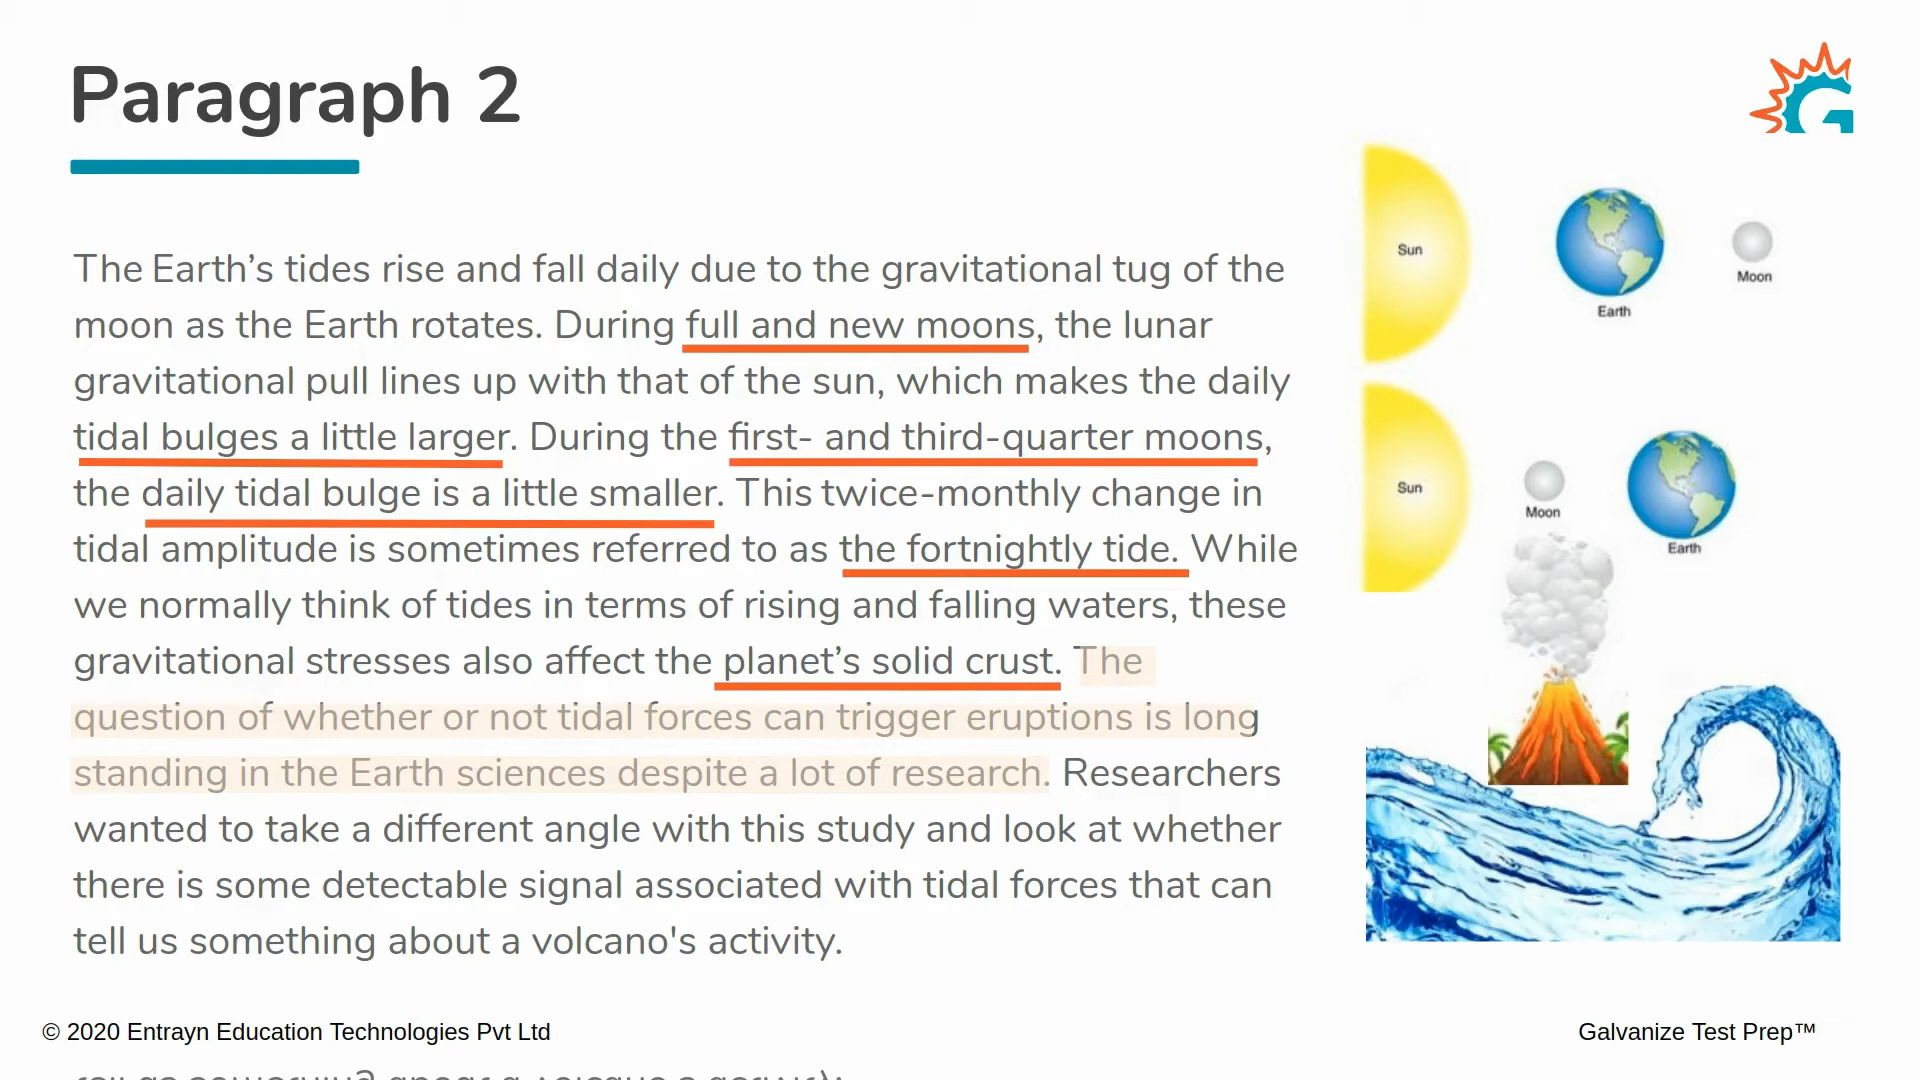 Paragraph 2
The Earth’s tides rise and fall daily due to the gravitational tug of the
moon as the Earth rotates. During full and new moons, the lunar
gravitational pull lines up with that of the sun, which makes the daily
tidal bulges a little larger. During the first- and third-quarter moons,
the daily tidal bulge is a little smaller. This twice-monthly change in
tidal amplitude is sometimes referred to as the fortnightly tide. While
we normally think of tides in terms of rising and falling waters, these
gravitational stresses also affect the planet’s solid crust. The
question of whether or not tidal forces can trigger eruptions is long
standing in the Earth sciences despite a lot of research. Researchers
wanted to take a different angle with this study and look at whether
there is some detectable signal associated with tidal forces that can
tell us something about a volcano's activity.
Sun
Earth
Moon
Sun
Moon
Earth
© 2020 Entrayn Education Technologies Pvt Ltd
Galvanize Test Prep™